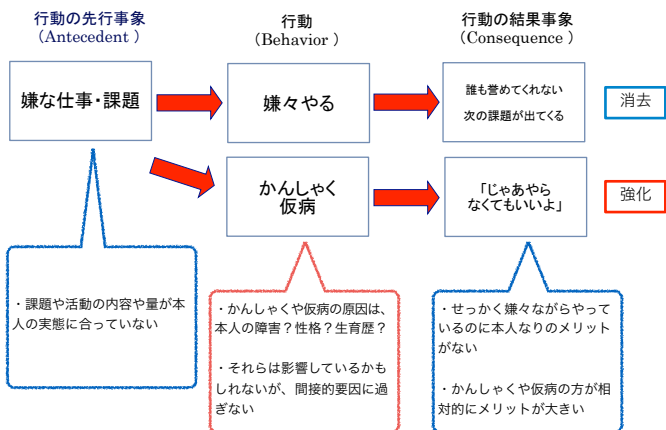 行動の先行事象
（Antecedent ）
行動
（Behavior ）
行動の結果事象
（Consequence ）
嫌な仕事・課題
嫌々やる
誰も誉めてくれない
次の課題が出てくる
消去
かんしゃく
仮病
「じゃあやら
なくてもいいよ」
強化
・課題や活動の内容や量が本
人の実態に合っていない
・かんしゃくや仮病の原因は、
本人の障害？性格？生育歴？
・それらは影響しているかも
しれないが、間接的要因に過
ぎない
・せっかく嫌々ながらやって
いるのに本人なりのメリット
がない
・かんしゃくや仮病の方が相
対的にメリットが大きい